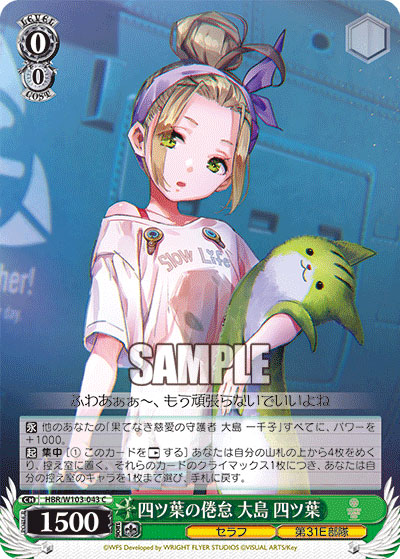 LEVEL
0
0
COST
her!
day.
Slow Life
SAMPLE
ふわあぁぁ~、もう頑張らないでいいよね
永 他のあなたの「果てなき慈愛の守護者 大島 一千子」すべてに、パワーを
+1000。
起 集中 [① このカードを する] あなたは自分の山札の上から4枚をめく
り、控え室に置く。それらのカードのクライマックス1枚につき、あなたは自
分の控え室のキャラを1枚まで選び、手札に戻す。
CH HBR/W103-043 C
1500
四ツ葉の倦怠 大島 四ツ葉
セラフ
第31E部隊
©WFS Developed by WRIGHT FLYER STUDIOS ©VISUAL ARTS/Key